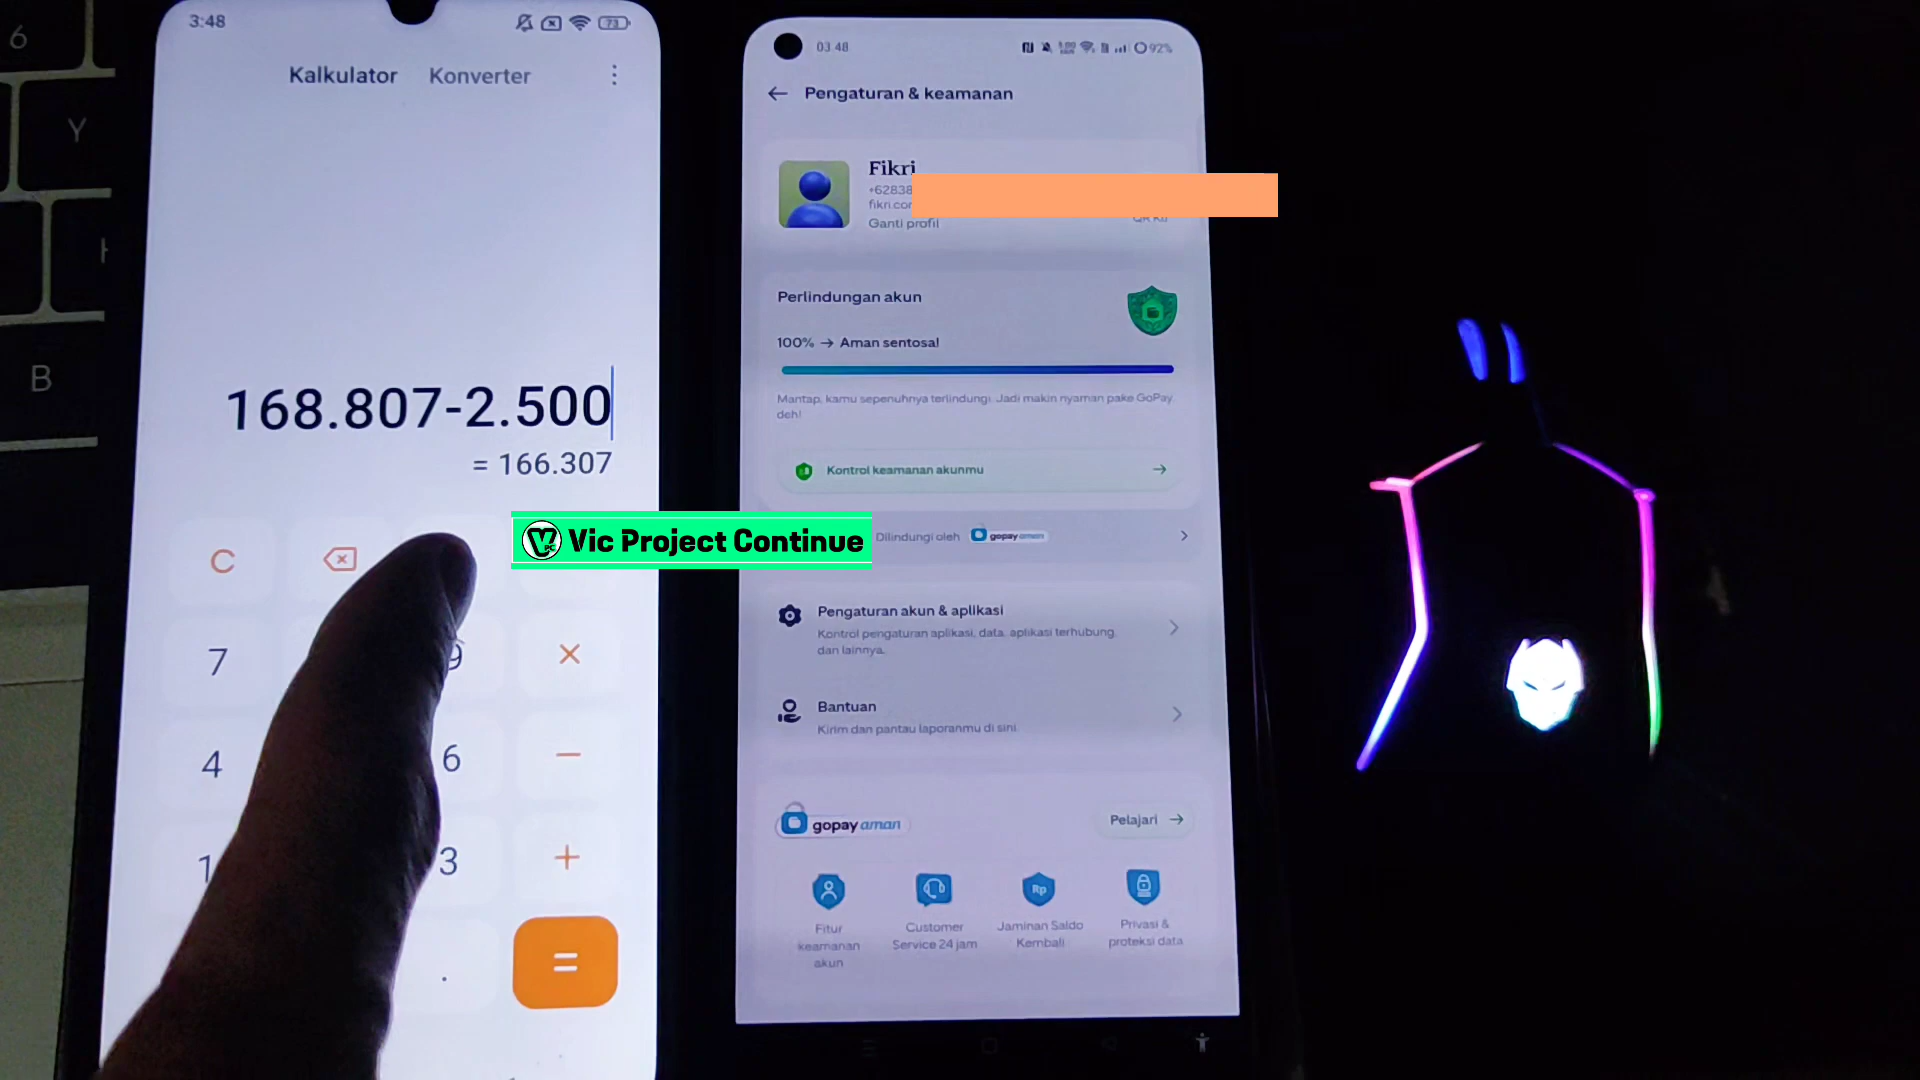 6
Y
B
3:48
73
Kalkulator Konverter
168.807-2.500
= 166.307
C
7
9
×
4
6
−
1
3
+
.
=
Vic Project Continue
03 48
92%
Pengaturan & keamanan
Fikri
+62838
fikri.co
Ganti profil
Perlindungan akun
100% → Aman sentosa!
Mantap, kamu sepenuhnya terlindungi. Jadi makin nyaman pake GoPay,
deh!
Kontrol keamanan akunmu
Dilindungi oleh gopay aman
Pengaturan akun & aplikasi
Kontrol pengaturan aplikasi, data, aplikasi terhubung,
dan lainnya.
Bantuan
Kirim dan pantau laporanmu di sini.
gopay aman
Pelajari →
Fitur
keamanan
akun
Customer
Service 24 jam
Rp
Jaminan Saldo
Kembali
Privasi &
proteksi data